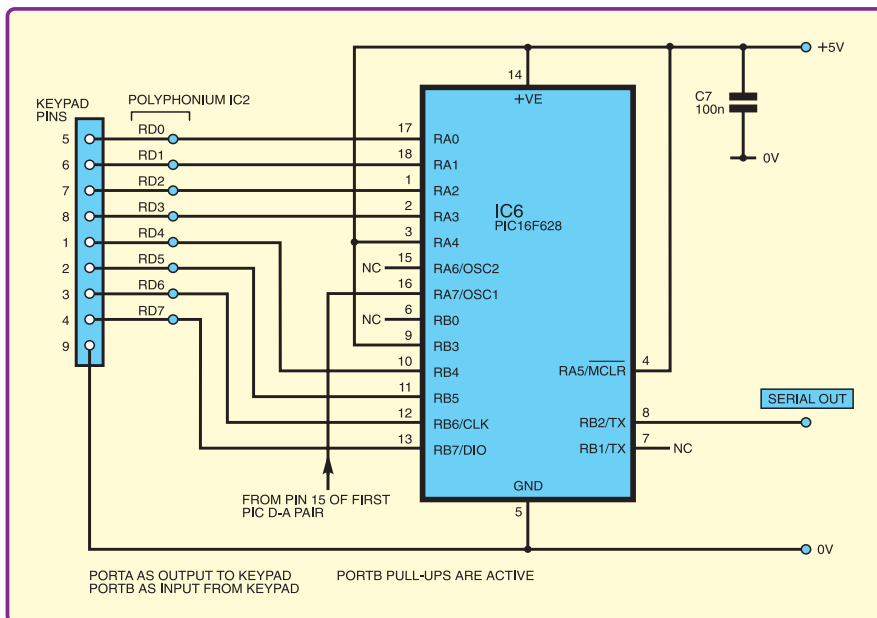 +5V
14
+VE
C7
100n
0V
KEYPAD
PINS
POLYPHONIUM IC2
5 RD0 17 RA0
6 RD1 18 RA1
7 RD2 1 RA2
8 RD3 2 RA3
IC6
PIC16F628
1 RD4 3 RA4
2 RD5 NC 15 RA6/OSC2
3 RD6 16 RA7/OSC1
4 RD7 NC 6 RB0
9 9 RB3
10 RB4
4 RA5/MCLR
11 RB5
SERIAL OUT
12 RB6/CLK
8 RB2/TX
13 RB7/DIO
7 RB1/TX NC
GND
5
FROM PIN 15 OF FIRST
PIC D-A PAIR
0V
PORTA AS OUTPUT TO KEYPAD
PORTB AS INPUT FROM KEYPAD
PORTB PULL-UPS ARE ACTIVE